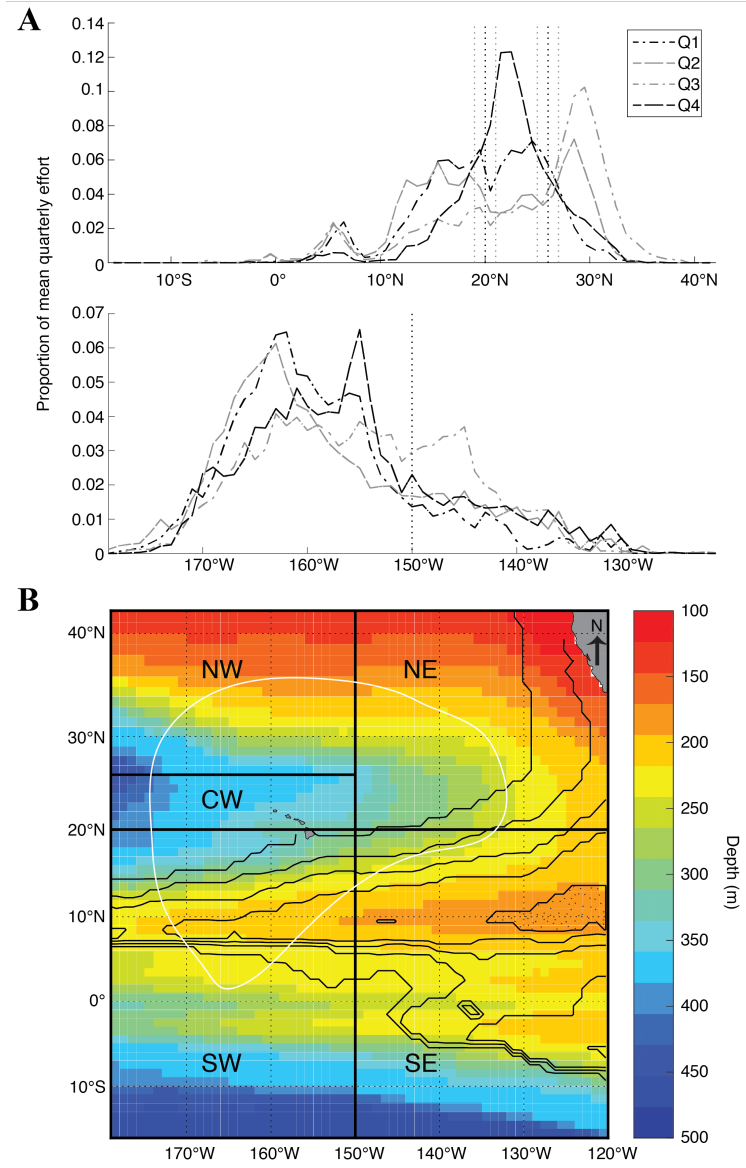 A
Proportion of mean quarterly effort
0.14
0.12
0.1
0.08
0.06
0.04
0.02
0
Q1
Q2
Q3
Q4
10°S 0° 10°N 20°N 30°N 40°N
0.07
0.06
0.05
0.04
0.03
0.02
0.01
0
170°W 160°W 150°W 140°W 130°W
B
40°N
30°N
20°N
10°N
0°
10°S
NW NE
N
CW
SW SE
170°W 160°W 150°W 140°W 130°W 120°W
100
150
200
250
300
350
400
450
500
Depth (m)